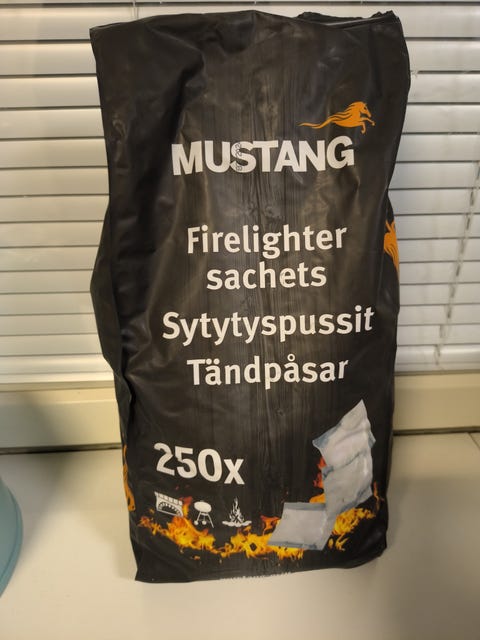 MUSTANG
Firelighter
sachets
Sytytyspussit
Tändpåsar
250x